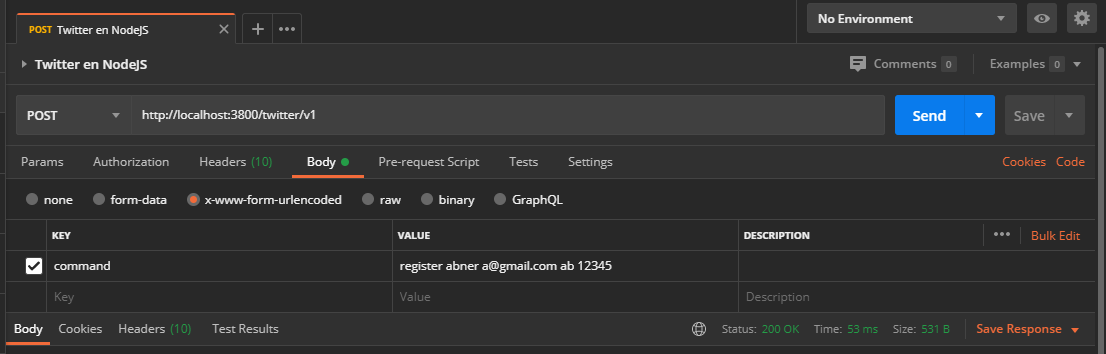 POST Twitter en NodeJS
No Environment
Twitter en NodeJS
Comments 0
Examples 0
POST
http://localhost:3800/twitter/v1
Send
Save
Params Authorization Headers (10) Body Pre-request Script Tests Settings Cookies Code
none form-data x-www-form-urlencoded raw binary GraphQL
KEY VALUE DESCRIPTION Bulk Edit
command register abner a@gmail.com ab 12345
Key Value Description
Body Cookies Headers (10) Test Results Status: 200 OK Time: 53 ms Size: 531 B Save Response